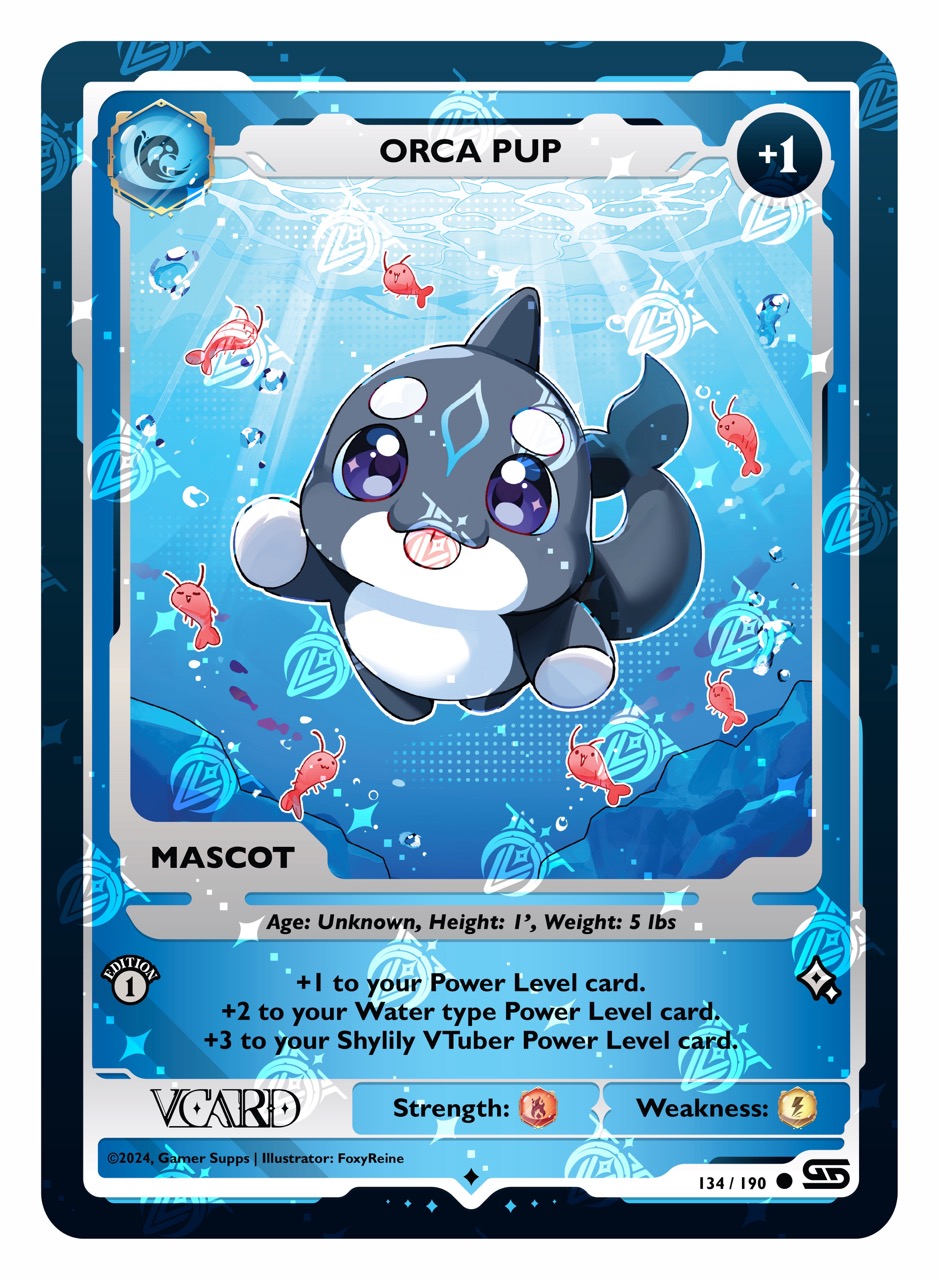 ORCA PUP
+1
MASCOT
Age: Unknown, Height: 1’, Weight: 5 lbs
EDITION
1
+1 to your Power Level card.
+2 to your Water type Power Level card.
+3 to your Shylily VTuber Power Level card.
VCARD
Strength:
Weakness:
©2024, Gamer Supps | Illustrator: FoxyReine
134 / 190
GS